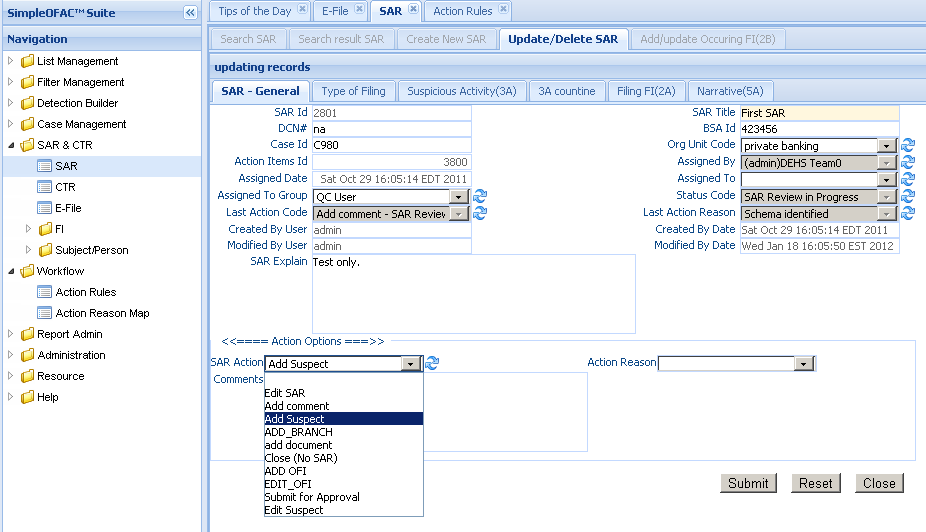 SimpleOFAC™ Suite
Navigation
List Management
Filter Management
Detection Builder
Case Management
SAR & CTR
SAR
CTR
E-File
FI
Subject/Person
Workflow
Action Rules
Action Reason Map
Report Admin
Administration
Resource
Help
Tips of the Day
E-File
SAR
Action Rules
Search SAR
Search result SAR
Create New SAR
Update/Delete SAR
Add/update Occuring FI(2B)
updating records
SAR - General
Type of Filing
Suspicious Activity(3A)
3A countine
Filing FI(2A)
Narrative(5A)
SAR Id 2801
SAR Title First SAR
DCN# na
BSA Id 423456
Case Id C980
Org Unit Code private banking
Action Items Id 3800
Assigned By (admin)DEHS Team0
Assigned Date Sat Oct 29 16:05:14 EDT 2011
Assigned To
Assigned To Group QC User
Status Code SAR Review in Progress
Last Action Code Add comment - SAR Review
Last Action Reason Schema identified
Created By User admin
Created By Date Sat Oct 29 16:05:14 EDT 2011
Modified By User admin
Modified By Date Wed Jan 18 16:05:50 EST 2012
SAR Explain Test only.
<<==== Action Options ===>>
SAR Action Add Suspect
Action Reason
Comments
Edit SAR
Add comment
Add Suspect
ADD_BRANCH
add document
Close (No SAR)
ADD OFI
EDIT_OFI
Submit for Approval
Edit Suspect
Submit
Reset
Close